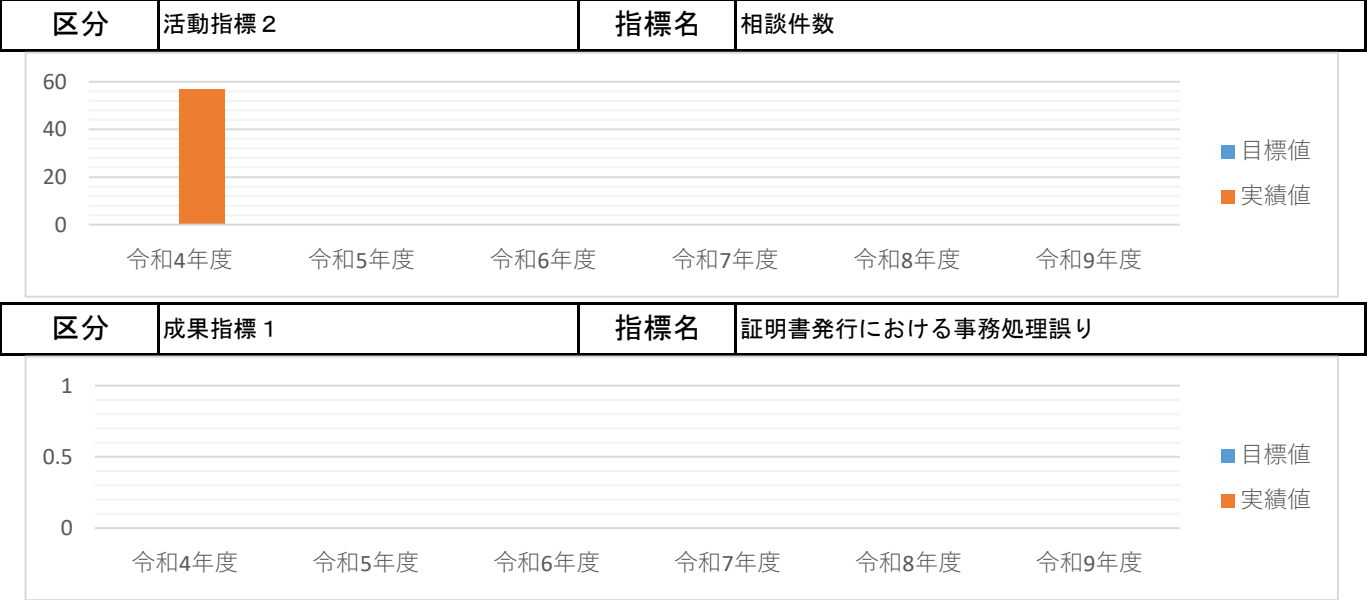 区分 活動指標２ 指標名 相談件数
60
40
20
0
令和4年度 令和5年度 令和6年度 令和7年度 令和8年度 令和9年度
目標値
実績値
区分 成果指標１ 指標名 証明書発行における事務処理誤り
1
0.5
0
令和4年度 令和5年度 令和6年度 令和7年度 令和8年度 令和9年度
目標値
実績値